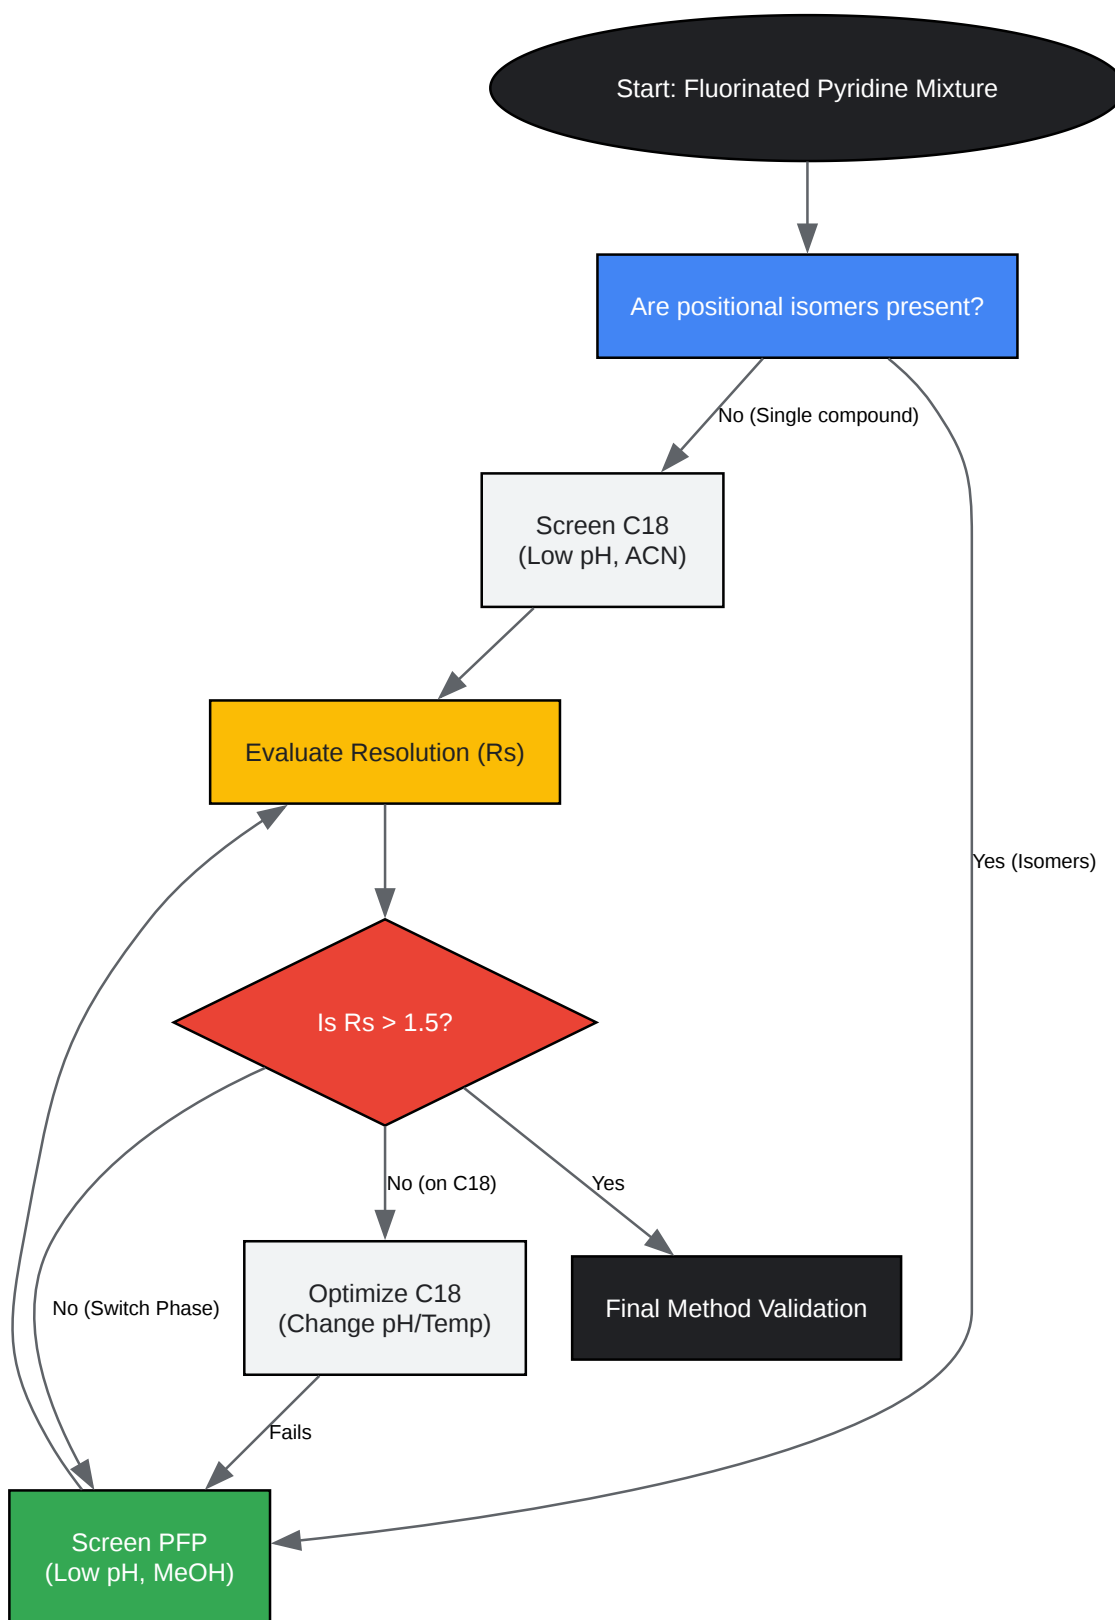 Start: Fluorinated Pyridine Mixture
Are positional isomers present?
No (Single compound)
Screen C18
(Low pH, ACN)
Evaluate Resolution (Rs)
Yes (Isomers)
Is Rs > 1.5?
No (on C18)
Yes
No (Switch Phase)
Optimize C18
(Change pH/Temp)
Final Method Validation
Fails
Screen PFP
(Low pH, MeOH)